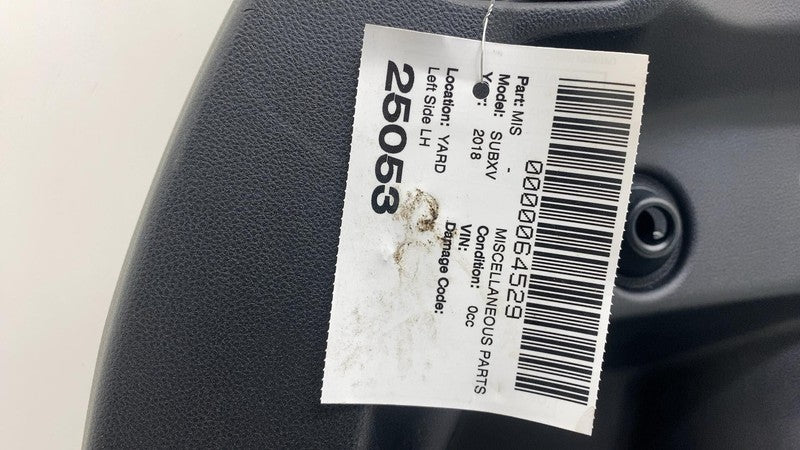 0000064529
Part: MIS - MISCELLANEOUS PARTS
Model: SUBXV Condition: 0cc
2018 VIN:
Location: YARD Damage Code:
Left Side LH
25053